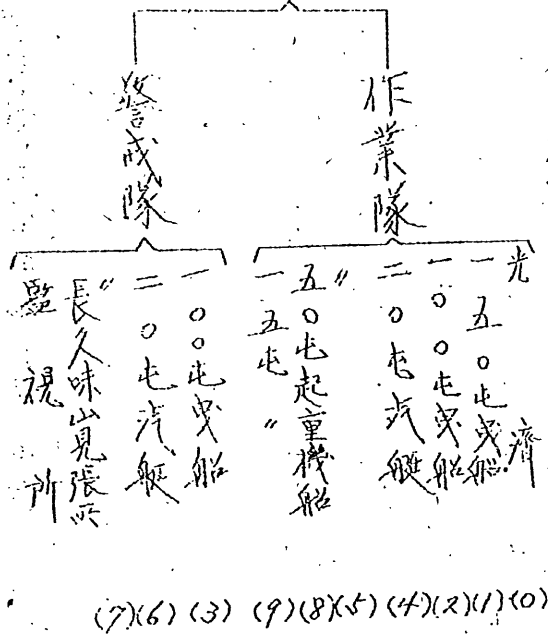 作業隊
光濟
一五〇屯曳船
一〇〇屯曳船
二〇屯汽艇
〃
五〇屯起重機船
一五屯〃
警戒隊
一〇〇屯曳船
二〇屯汽艇
〃
長久味山見張所
監視所
(7)(6) (3) (9)(8)(5) (4)(2)(1)(0)